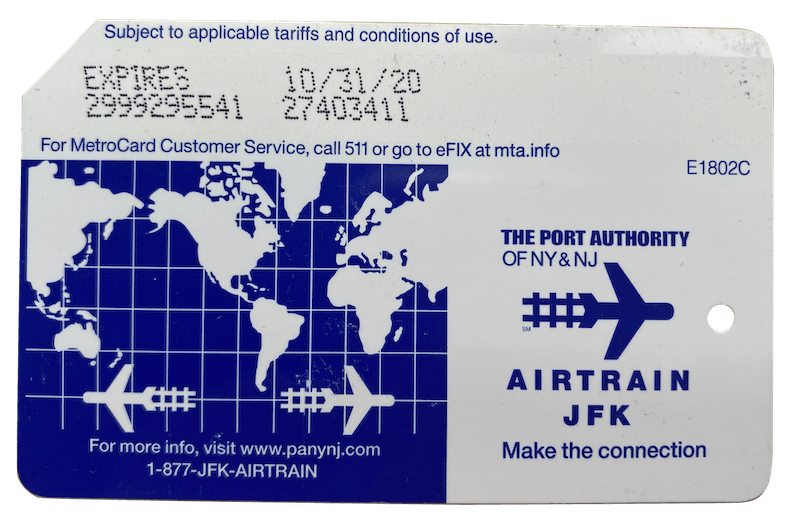 Subject to applicable tariffs and conditions of use.
EXPIRES 10/31/20
2999295541 27403411
For MetroCard Customer Service, call 511 or go to eFIX at mta.info
E1802C
THE PORT AUTHORITY
OF NY & NJ
SM
AIRTRAIN
JFK
Make the connection
For more info, visit www.panynj.com
1-877-JFK-AIRTRAIN